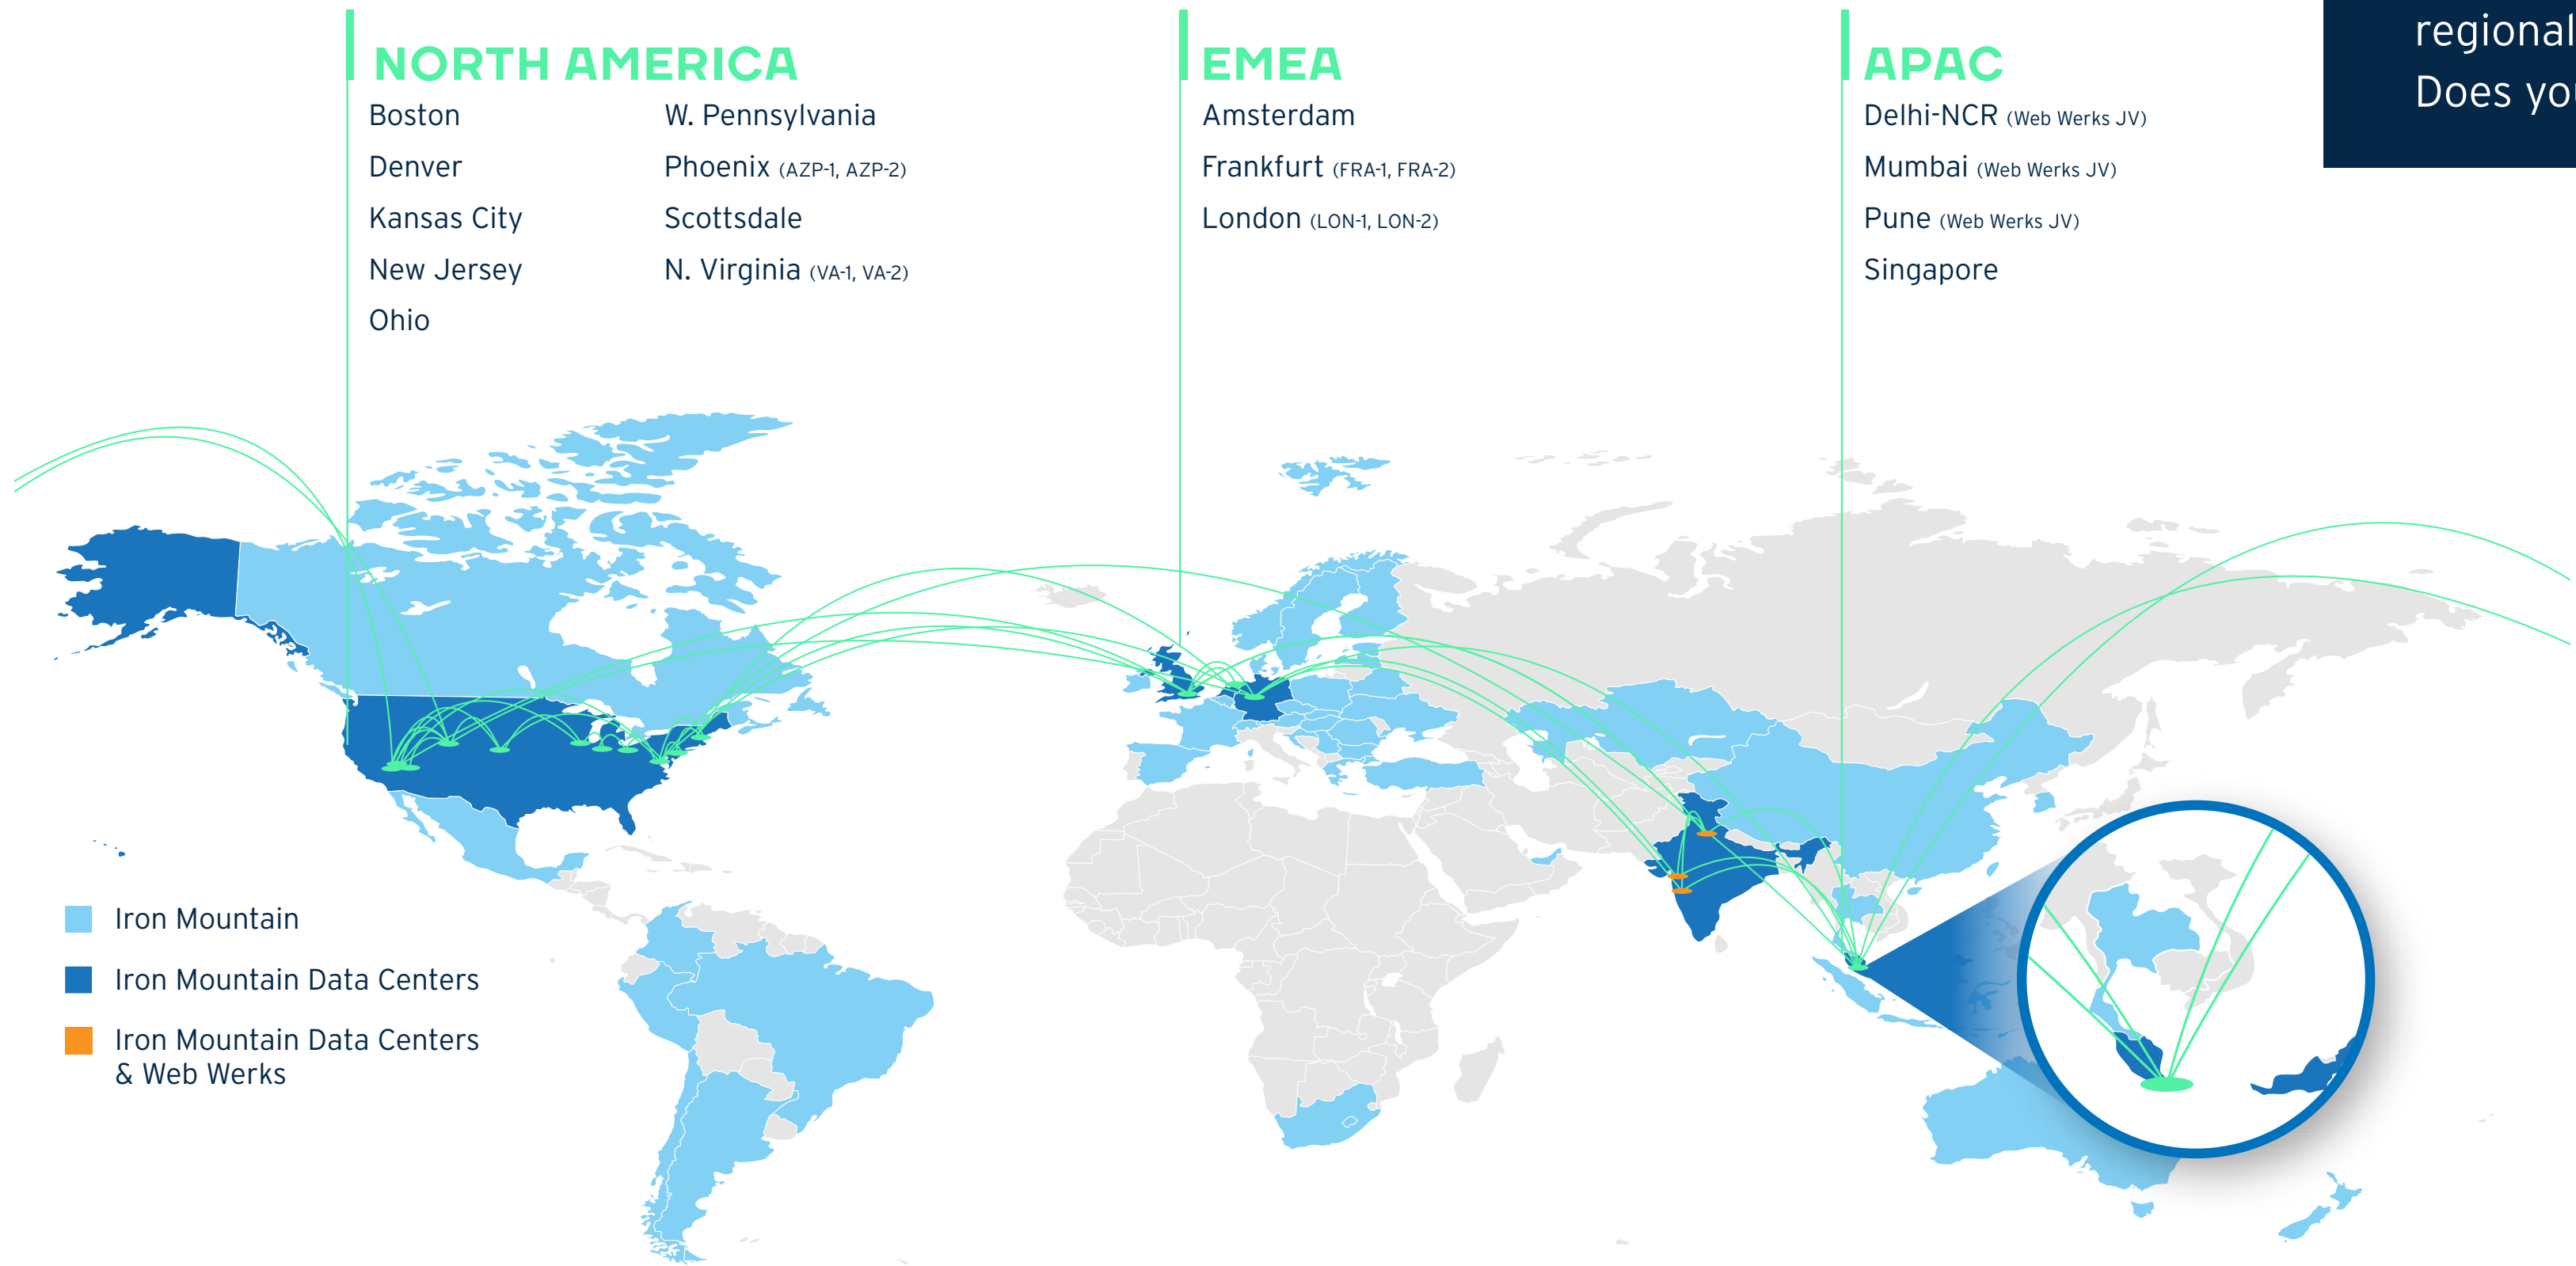 regional
Does you
NORTH AMERICA
Boston
Denver
Kansas City
New Jersey
Ohio
W. Pennsylvania
Phoenix (AZP-1, AZP-2)
Scottsdale
N. Virginia (VA-1, VA-2)
EMEA
Amsterdam
Frankfurt (FRA-1, FRA-2)
London (LON-1, LON-2)
APAC
Delhi-NCR (Web Werks JV)
Mumbai (Web Werks JV)
Pune (Web Werks JV)
Singapore
Iron Mountain
Iron Mountain Data Centers
Iron Mountain Data Centers
& Web Werks